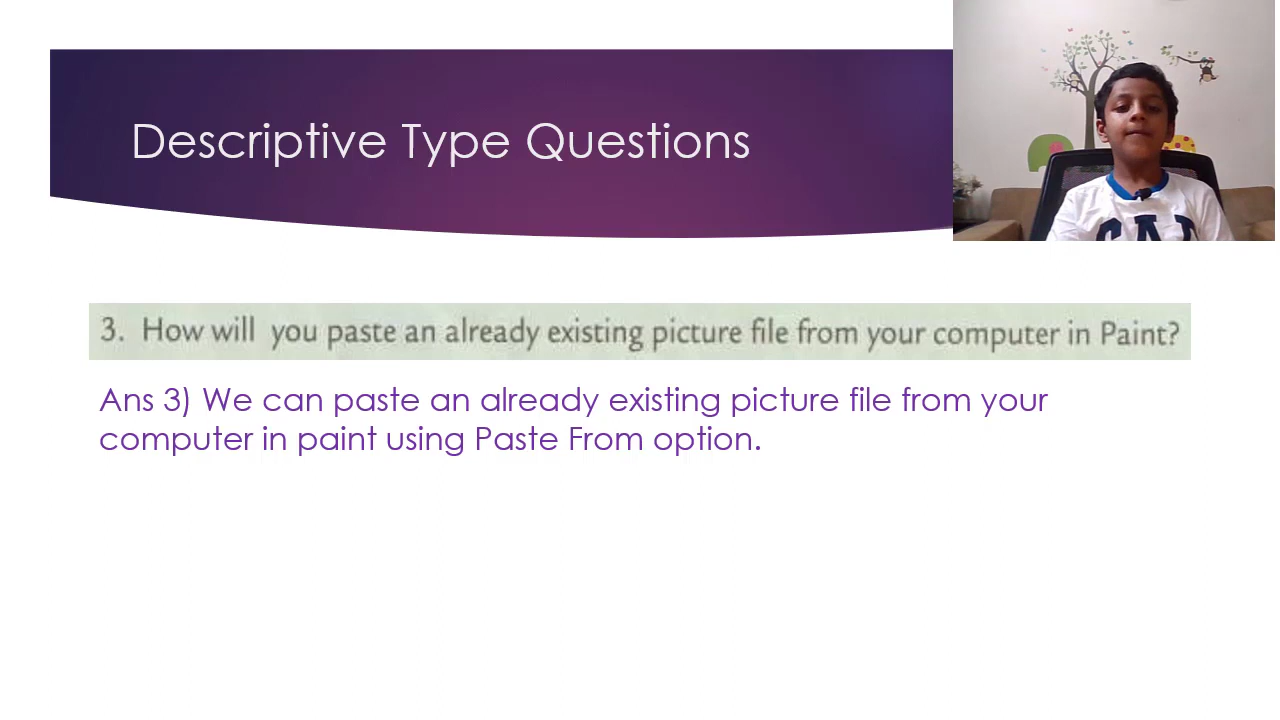 Descriptive Type Questions
GAP
3. How will you paste an already existing picture file from your computer in Paint?
Ans 3) We can paste an already existing picture file from your
computer in paint using Paste From option.